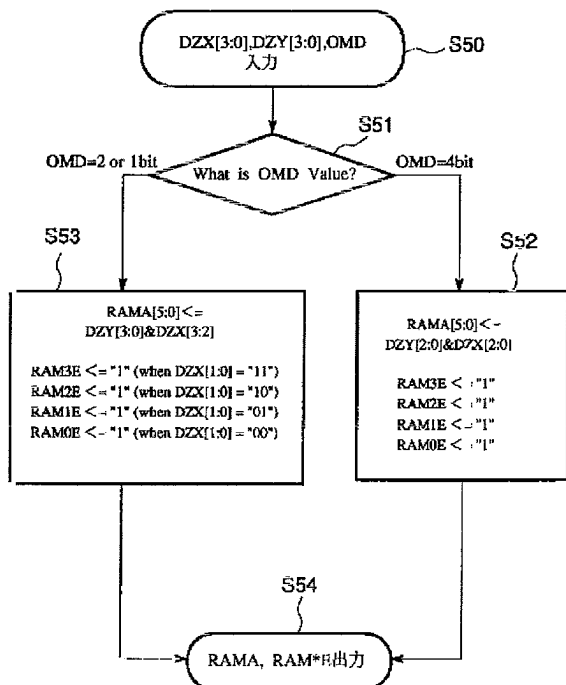 DZX[3:0],DZY[3:0],OMD
入力
S50
S51
What is OMD Value?
OMD=2 or 1bit
OMD=4bit
S53
RAMA[5:0]<=
DZY[3:0]&DZX[3:2]
RAM3E <= "1" (when DZX[1:0] = "11")
RAM2E <= "1" (when DZX[1:0] = "10")
RAM1E <= "1" (when DZX[1:0] = "01")
RAM0E <= "1" (when DZX[1:0] = "00")
S52
RAMA[5:0]<=
DZY[2:0]&DZX[2:0]
RAM3E <= "1"
RAM2E <= "1"
RAM1E <= "1"
RAM0E <= "1"
S54
RAMA, RAM*E出力